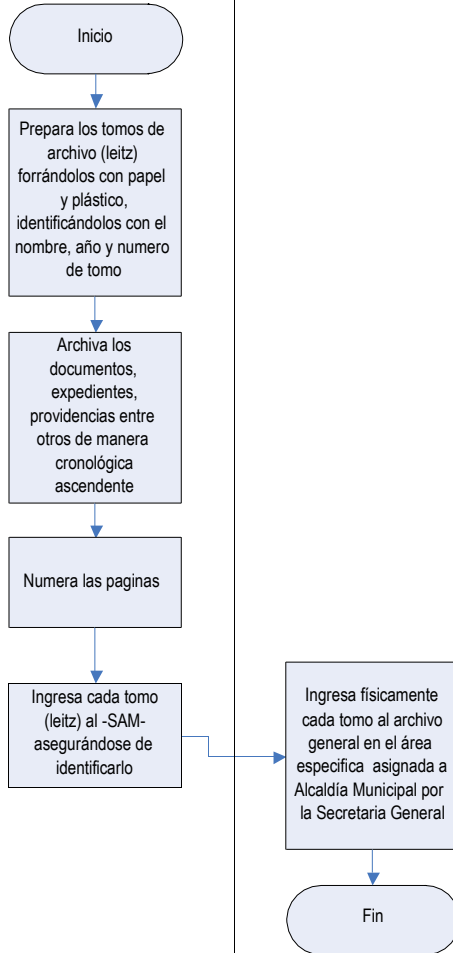 Inicio
Prepara los tomos de
archivo (leitz)
forrándolos con papel
y plástico,
identificándolos con el
nombre, año y numero
de tomo
Archiva los
documentos,
expedientes,
providencias entre
otros de manera
cronológica
ascendente
Numera las paginas
Ingresa cada tomo
(leitz) al -SAM-
asegurándose de
identificarlo
Ingresa físicamente
cada tomo al archivo
general en el área
especifica asignada a
Alcaldía Municipal por
la Secretaria General
Fin